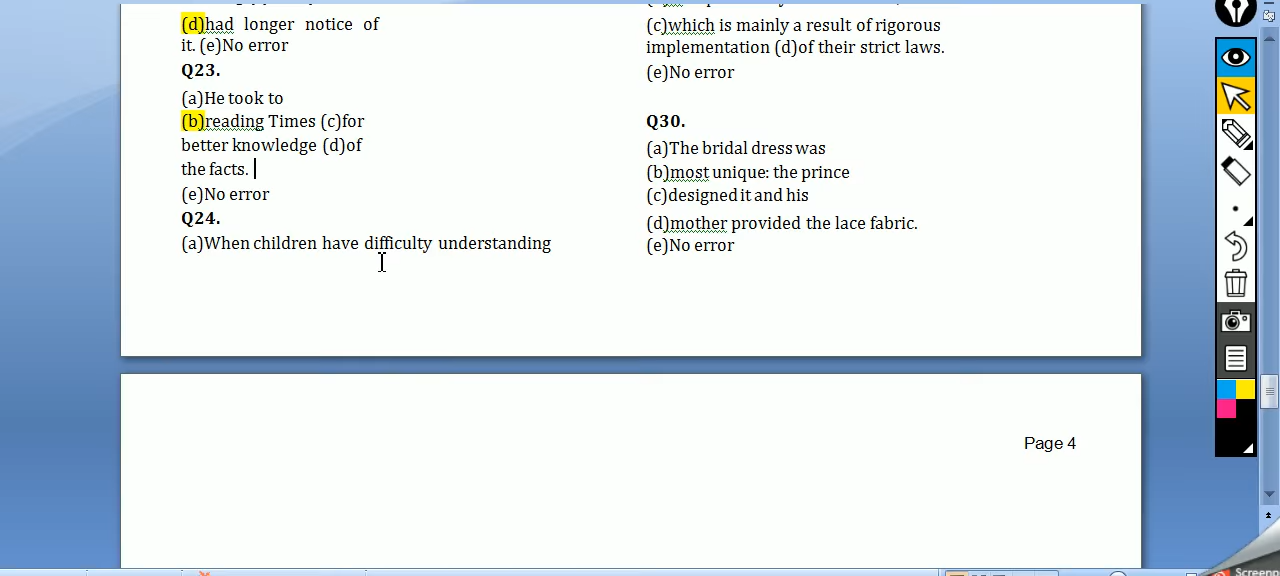 (d)had longer notice of
it. (e)No error
Q23.
(a)He took to
(b)reading Times (c)for
better knowledge (d)of
the facts.
(e)No error
Q24.
(a)When children have difficulty understanding
(c)which is mainly a result of rigorous
implementation (d)of their strict laws.
(e)No error
Q30.
(a)The bridal dress was
(b)most unique: the prince
(c)designed it and his
(d)mother provided the lace fabric.
(e)No error
Page 4